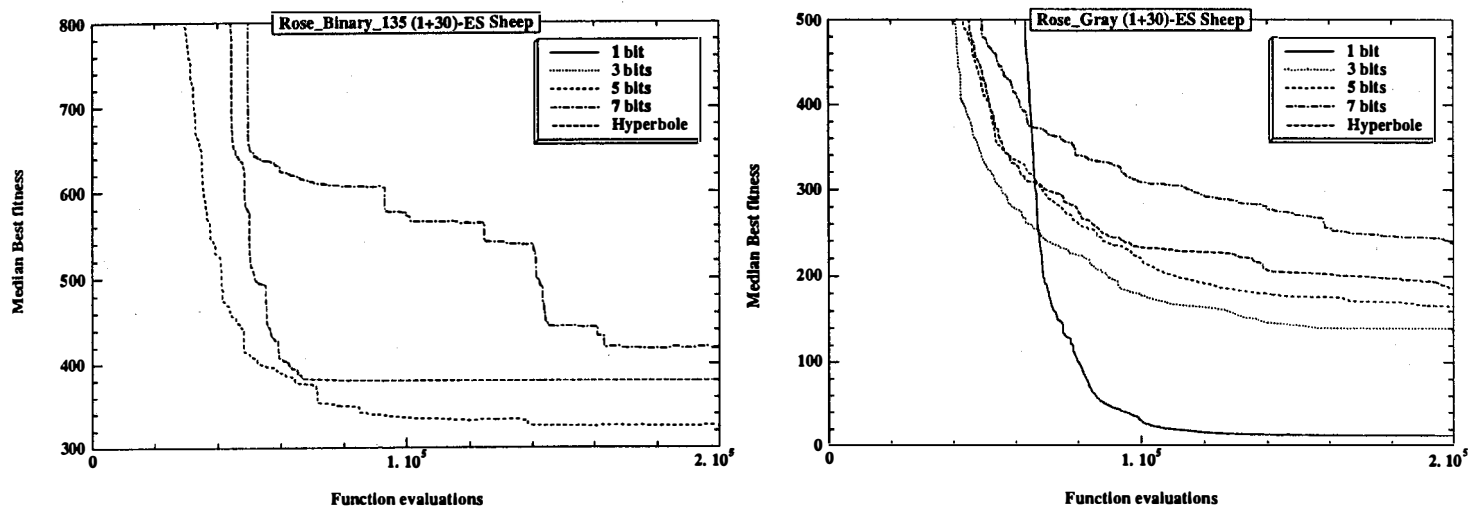 Rose_Binary_135 (1+30)-ES Sheep
800
700
600
500
400
300
Median Best fitness
1 bit
3 bits
5 bits
7 bits
Hyperbole
0
1. 10⁵
2. 10⁵
Function evaluations
Rose_Gray (1+30)-ES Sheep
500
400
300
200
100
0
Median Best fitness
1 bit
3 bits
5 bits
7 bits
Hyperbole
0
1. 10⁵
2. 10⁵
Function evaluations